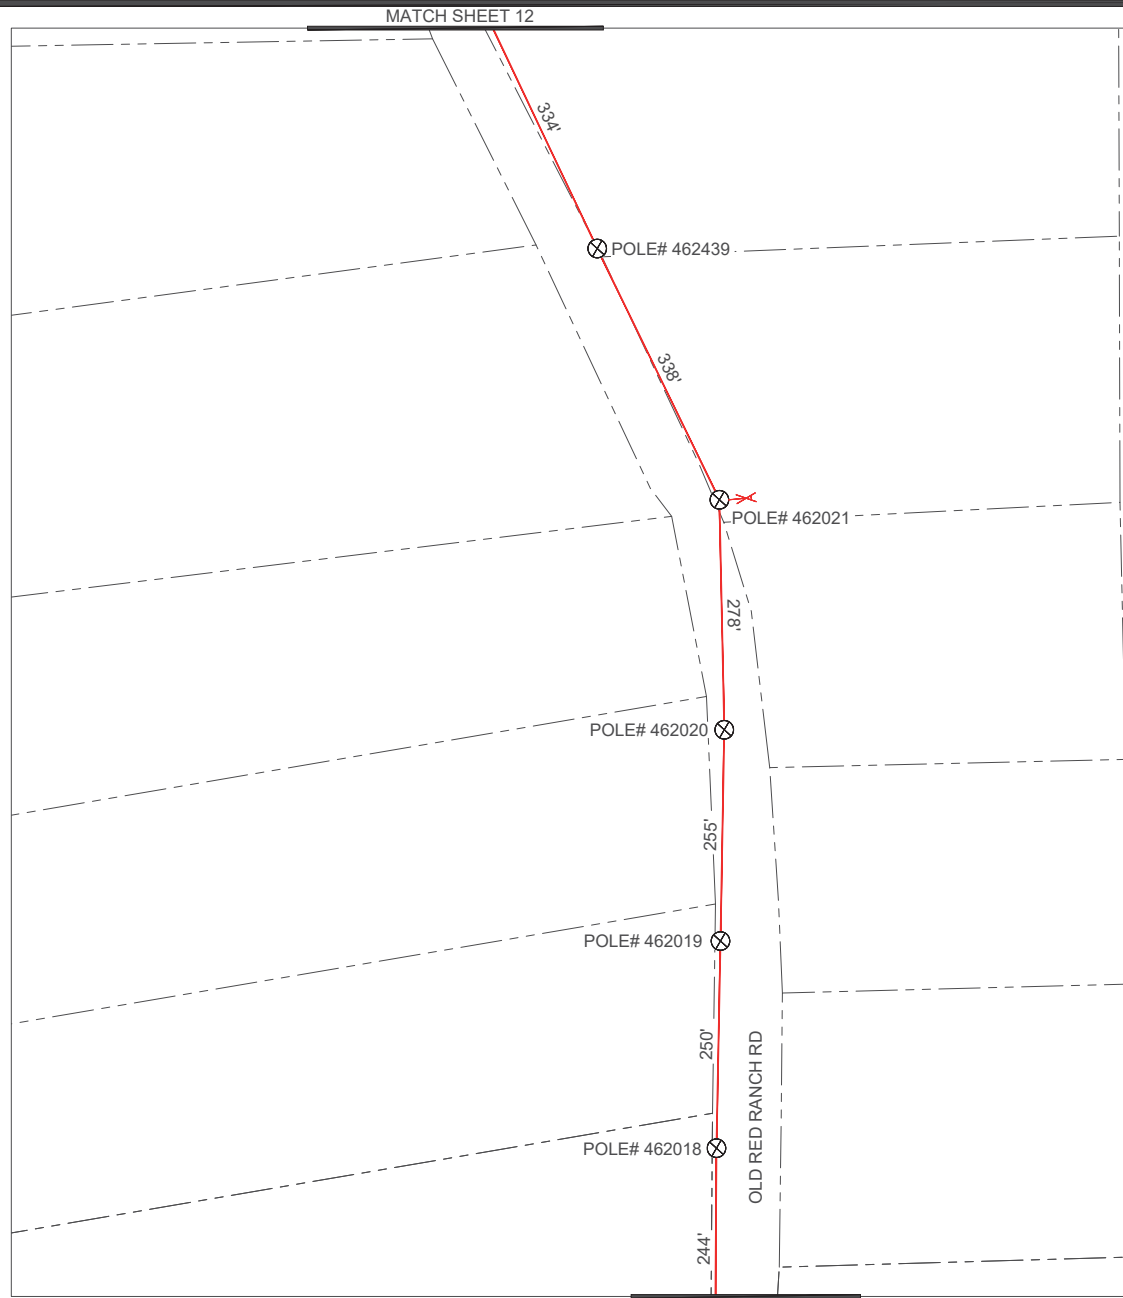 MATCH SHEET 12
334'
POLE# 462439
338'
POLE# 462021
278'
POLE# 462020
255'
POLE# 462019
250'
OLD RED RANCH RD
POLE# 462018
244'